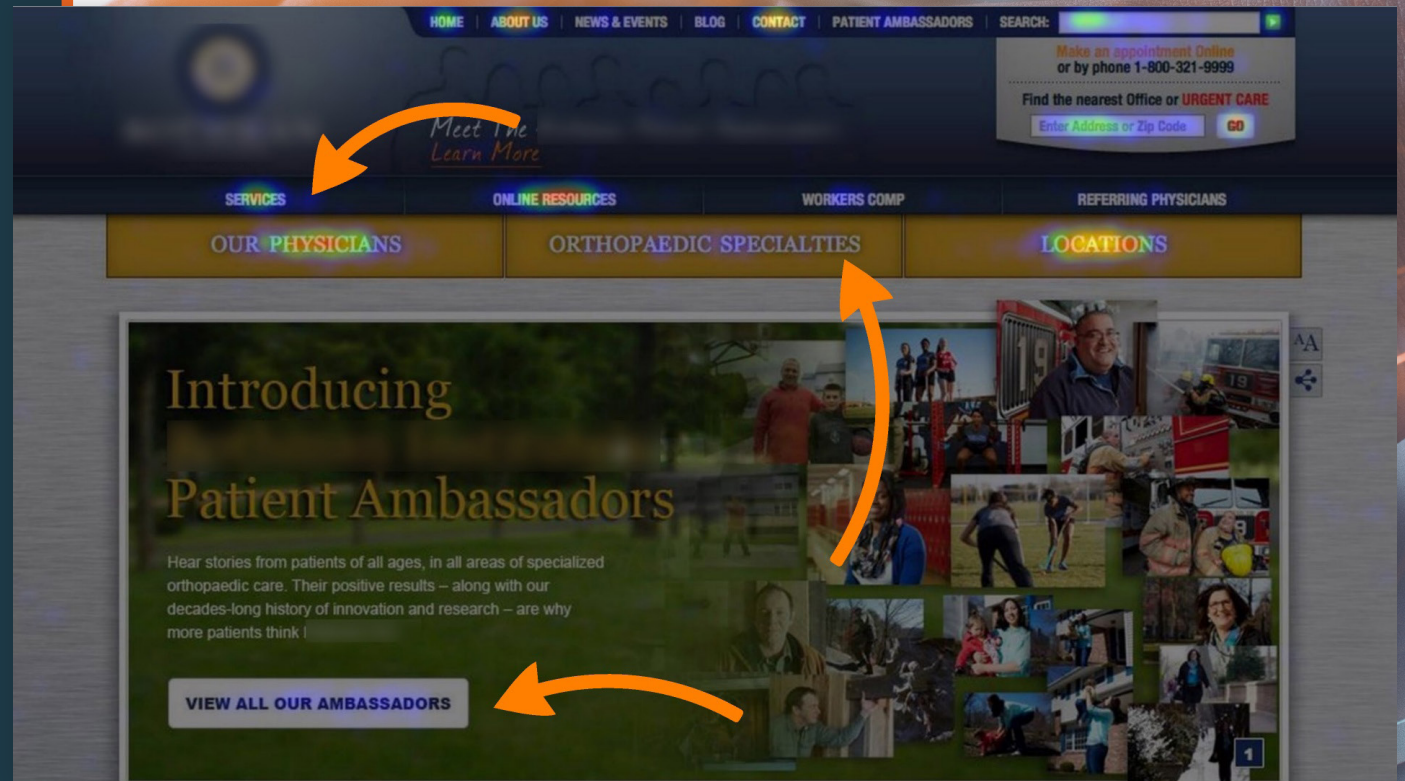 HOME ABOUT US NEWS & EVENTS BLOG CONTACT PATIENT AMBASSADORS SEARCH:
Make an appointment Online
or by phone 1-800-321-9999
Find the nearest Office or URGENT CARE
Enter Address or Zip Code GO
Meet The
Learn More
SERVICES ONLINE RESOURCES WORKERS COMP REFERRING PHYSICIANS
OUR PHYSICIANS ORTHOPAEDIC SPECIALTIES LOCATIONS
AA
Introducing
Patient Ambassadors
Hear stories from patients of all ages, in all areas of specialized
orthopaedic care. Their positive results – along with our
decades-long history of innovation and research – are why
more patients think
VIEW ALL OUR AMBASSADORS
19
19
1